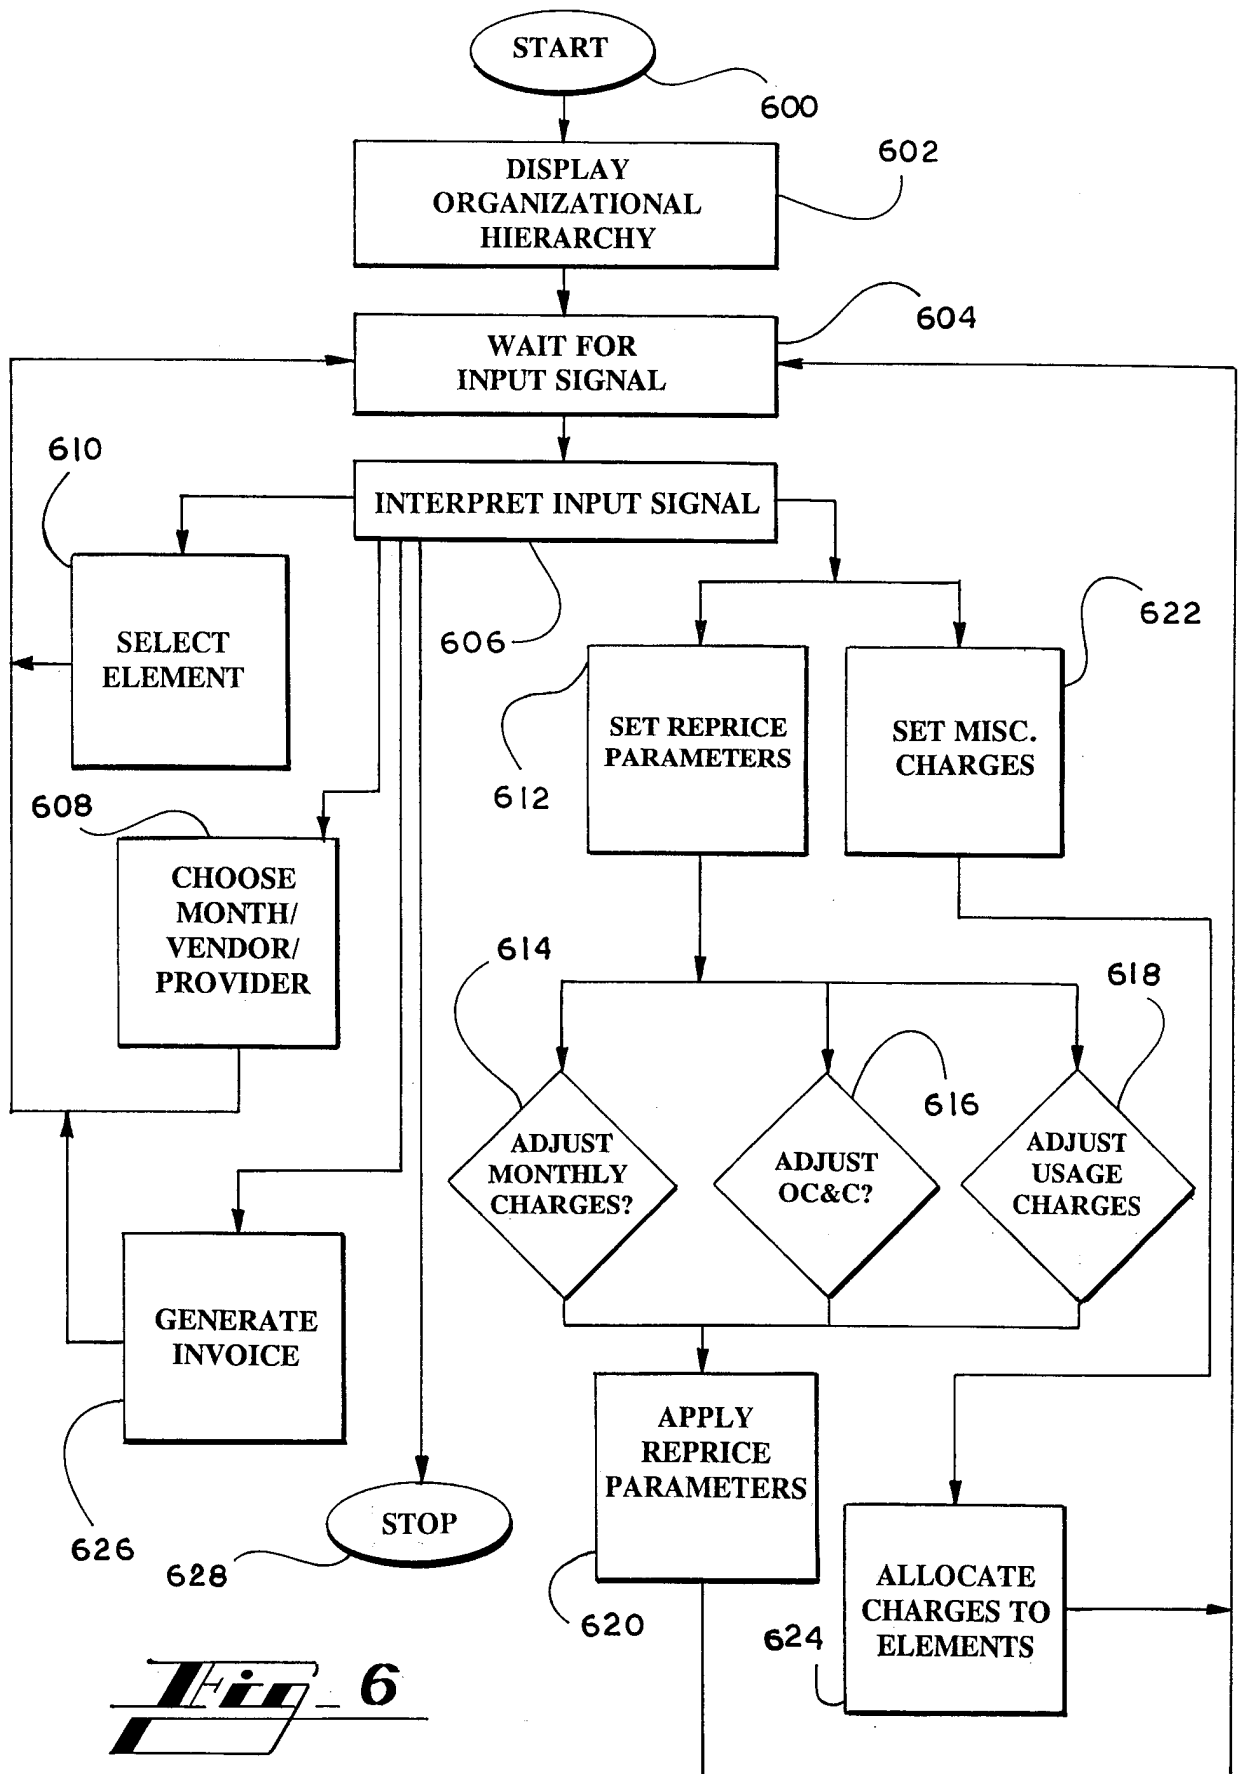 START
600
DISPLAY
ORGANIZATIONAL
HIERARCHY
602
WAIT FOR
INPUT SIGNAL
604
610
INTERPRET INPUT SIGNAL
606
SELECT
ELEMENT
622
612
SET REPRICE
PARAMETERS
SET MISC.
CHARGES
608
CHOOSE
MONTH/
VENDOR/
PROVIDER
614
616
618
ADJUST
MONTHLY
CHARGES?
ADJUST
OC&C?
ADJUST
USAGE
CHARGES
GENERATE
INVOICE
626
STOP
628
APPLY
REPRICE
PARAMETERS
620
ALLOCATE
CHARGES TO
ELEMENTS
624
Fig_6